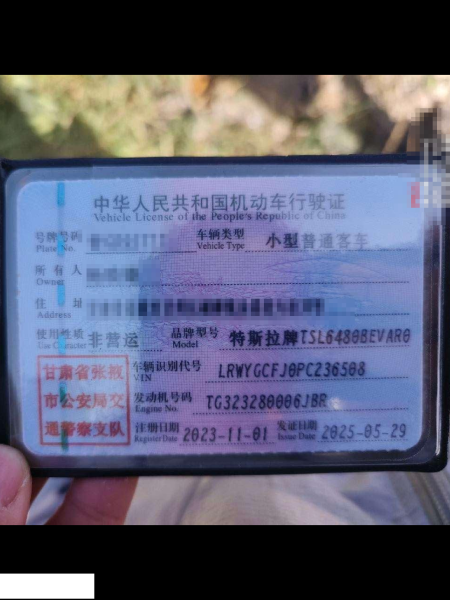 中华人民共和国机动车行驶证
Vehicle License of the People's Republic of China
号牌号码 车辆类型 小型普通客车
Plate No. Vehicle Type
所有人
Owner
住址
Address
使用性质 非营运 品牌型号 特斯拉牌TSL6480BEVAR0
Use Character Model
甘肃省张掖
市公安局交
通警察支队
车辆识别代号 LRWYGCFJ0PC236508
VIN
发动机号码 TG323280006JBR
Engine No.
注册日期 2023-11-01 发证日期 2025-05-29
Register Date Issue Date